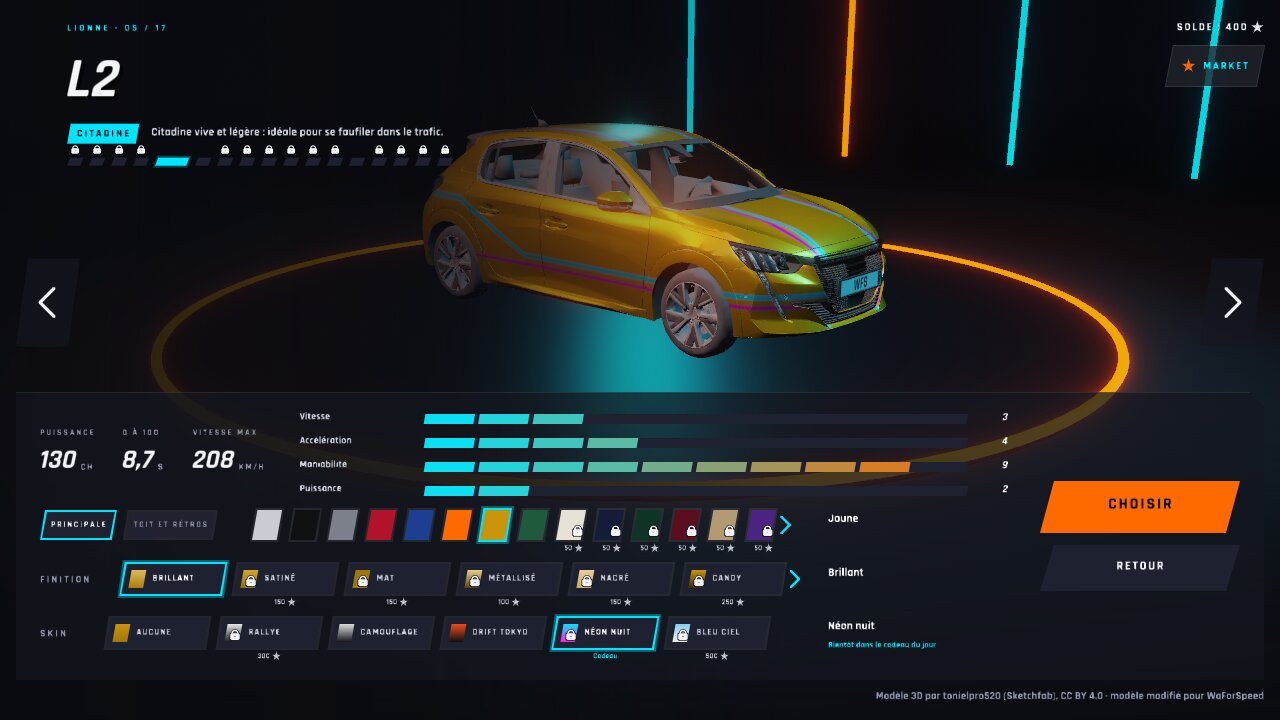 LIONNE · 05 / 17
SOLDE : 400 ★
L2
★ MARKET
CITADINE
Citadine vive et légère : idéale pour se faufiler dans le trafic.
WFS
PUISSANCE
130 CH
0 À 100
8,7 S
VITESSE MAX
208 KM/H
Vitesse 3
Accélération 4
Maniabilité 9
Puissance 2
CHOISIR
RETOUR
PRINCIPALE
TOIT ET RÉTROS
50 ★ 50 ★ 50 ★ 50 ★ 50 ★ 50 ★
Jaune
FINITION
BRILLANT
SATINÉ
MAT
MÉTALLISÉ
NACRÉ
CANDY
150 ★ 150 ★ 100 ★ 150 ★ 250 ★
Brillant
SKIN
AUCUNE
RALLYE
CAMOUFLAGE
DRIFT TOKYO
NÉON NUIT
BLEU CIEL
300 ★ Cadeau 500 ★
Néon nuit
Bientôt dans le cadeau du jour
Modèle 3D par tonielpro520 (Sketchfab), CC BY 4.0 · modèle modifié pour WaForSpeed